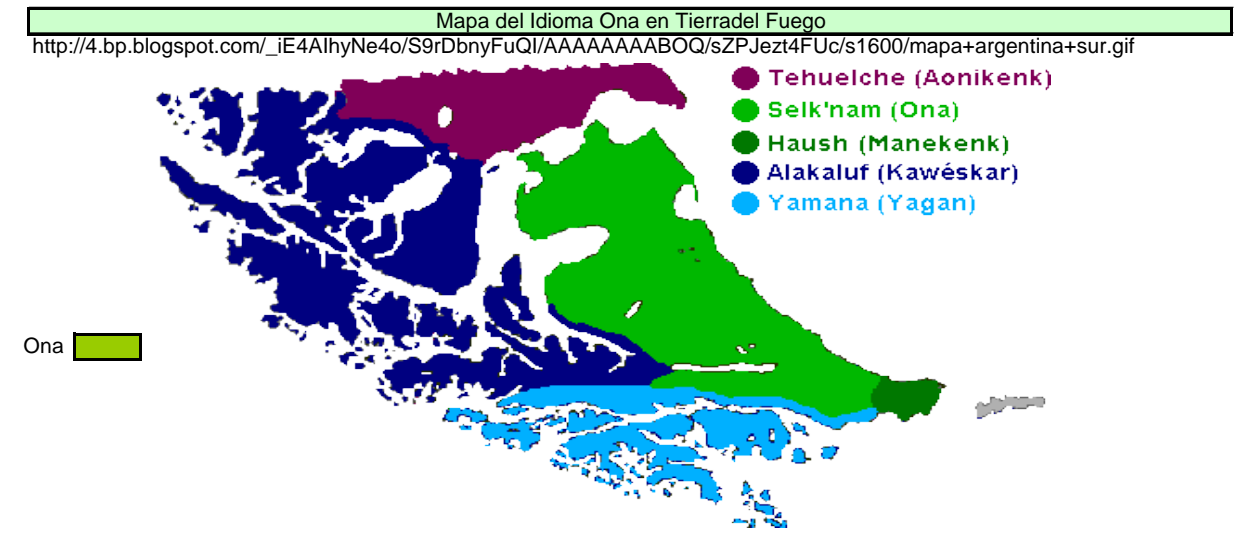 Mapa del Idioma Ona en Tierradel Fuego
http://4.bp.blogspot.com/_iE4AIhyNe4o/S9rDbnyFuQI/AAAAAAAABOQ/sZPJezt4FUc/s1600/mapa+argentina+sur.gif
Tehuelche (Aonikenk)
Selk'nam (Ona)
Haush (Manekenk)
Alakaluf (Kawéskar)
Yamana (Yagan)
Ona